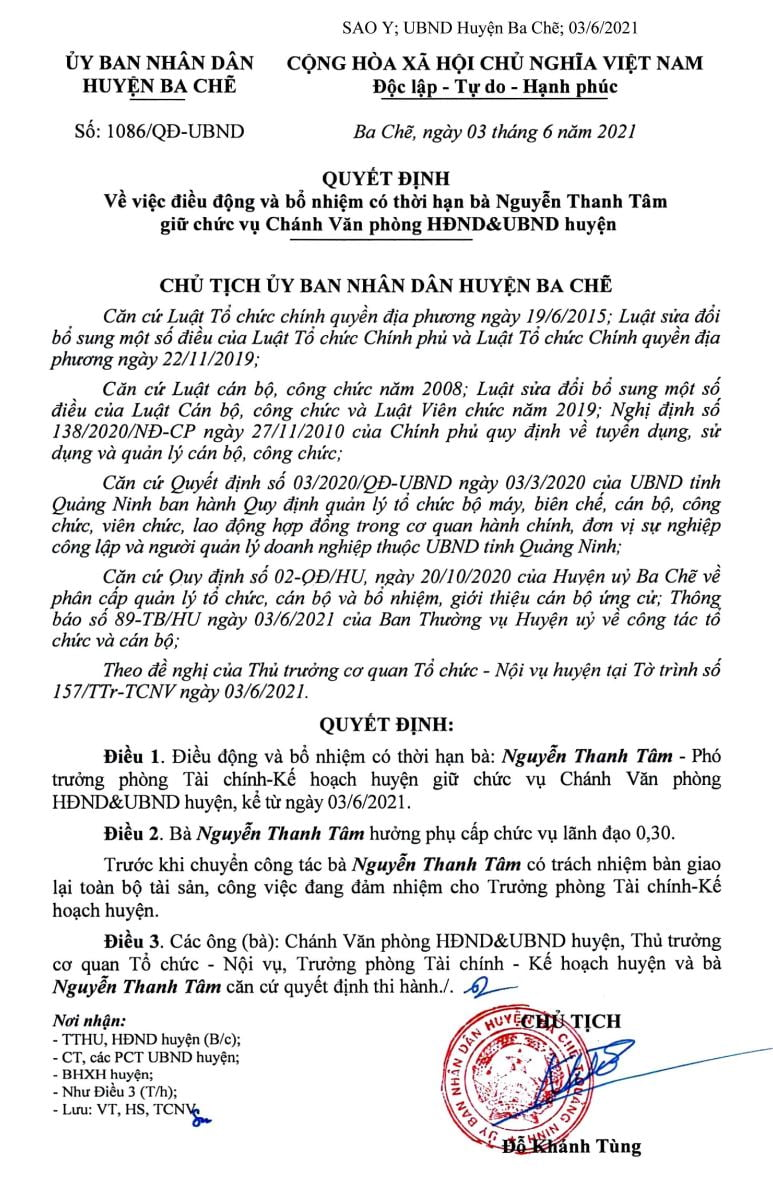 SAO Y; UBND Huyện Ba Chẽ; 03/6/2021
ỦY BAN NHÂN DÂN
HUYỆN BA CHẼ
CỘNG HÒA XÃ HỘI CHỦ NGHĨA VIỆT NAM
Độc lập - Tự do - Hạnh phúc
Số: 1086/QĐ-UBND
Ba Chẽ, ngày 03 tháng 6 năm 2021
QUYẾT ĐỊNH
Về việc điều động và bổ nhiệm có thời hạn bà Nguyễn Thanh Tâm
giữ chức vụ Chánh Văn phòng HĐND&UBND huyện
CHỦ TỊCH ỦY BAN NHÂN DÂN HUYỆN BA CHẼ
Căn cứ Luật Tổ chức chính quyền địa phương ngày 19/6/2015; Luật sửa đổi
bổ sung một số điều của Luật Tổ chức Chính phủ và Luật Tổ chức Chính quyền địa
phương ngày 22/11/2019;
Căn cứ Luật cán bộ, công chức năm 2008; Luật sửa đổi bổ sung một số
điều của Luật Cán bộ, công chức và Luật Viên chức năm 2019; Nghị định số
138/2020/NĐ-CP ngày 27/11/2010 của Chính phủ quy định về tuyển dụng, sử
dụng và quản lý cán bộ, công chức;
Căn cứ Quyết định số 03/2020/QĐ-UBND ngày 03/3/2020 của UBND tỉnh
Quảng Ninh ban hành Quy định quản lý tổ chức bộ máy, biên chế, cán bộ, công
chức, viên chức, lao động hợp đồng trong cơ quan hành chính, đơn vị sự nghiệp
công lập và người quản lý doanh nghiệp thuộc UBND tỉnh Quảng Ninh;
Căn cứ Quy định số 02-QĐ/HU, ngày 20/10/2020 của Huyện uỷ Ba Chẽ về
phân cấp quản lý tổ chức, cán bộ và bổ nhiệm, giới thiệu cán bộ ứng cử; Thông
báo số 89-TB/HU ngày 03/6/2021 của Ban Thường vụ Huyện uỷ về công tác tổ
chức và cán bộ;
Theo đề nghị của Thủ trưởng cơ quan Tổ chức - Nội vụ huyện tại Tờ trình số
157/TTr-TCNV ngày 03/6/2021.
QUYẾT ĐỊNH:
Điều 1. Điều động và bổ nhiệm có thời hạn bà: Nguyễn Thanh Tâm - Phó
trưởng phòng Tài chính-Kế hoạch huyện giữ chức vụ Chánh Văn phòng
HĐND&UBND huyện, kể từ ngày 03/6/2021.
Điều 2. Bà Nguyễn Thanh Tâm hưởng phụ cấp chức vụ lãnh đạo 0,30.
Trước khi chuyển công tác bà Nguyễn Thanh Tâm có trách nhiệm bàn giao
lại toàn bộ tài sản, công việc đang đảm nhiệm cho Trưởng phòng Tài chính-Kế
hoạch huyện.
Điều 3. Các ông (bà): Chánh Văn phòng HĐND&UBND huyện, Thủ trưởng
cơ quan Tổ chức - Nội vụ, Trưởng phòng Tài chính - Kế hoạch huyện và bà
Nguyễn Thanh Tâm căn cứ quyết định thi hành./.
Nơi nhận:
- TTHU, HĐND huyện (B/c);
- CT, các PCT UBND huyện;
- BHXH huyện;
- Như Điều 3 (T/h);
- Lưu: VT, HS, TCNV
CHỦ TỊCH
ỦY BAN NHÂN DÂN HUYỆN BA CHẼ T.QUẢNG NINH
Đỗ Khánh Tùng